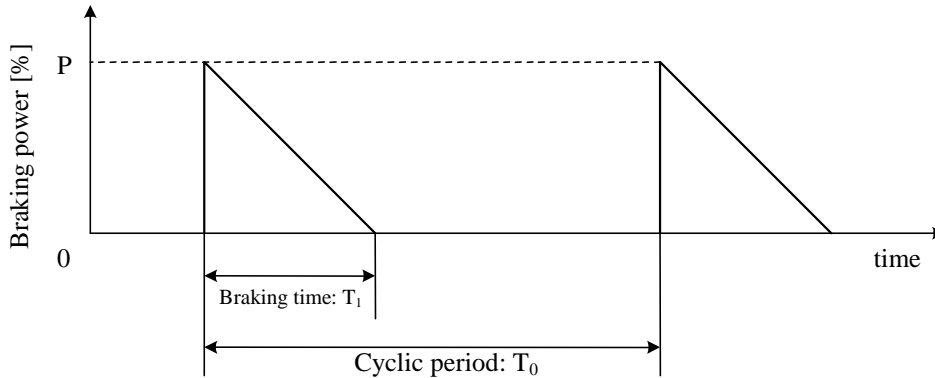 Braking power [%]
P
0
time
Braking time: T₁
Cyclic period: T₀